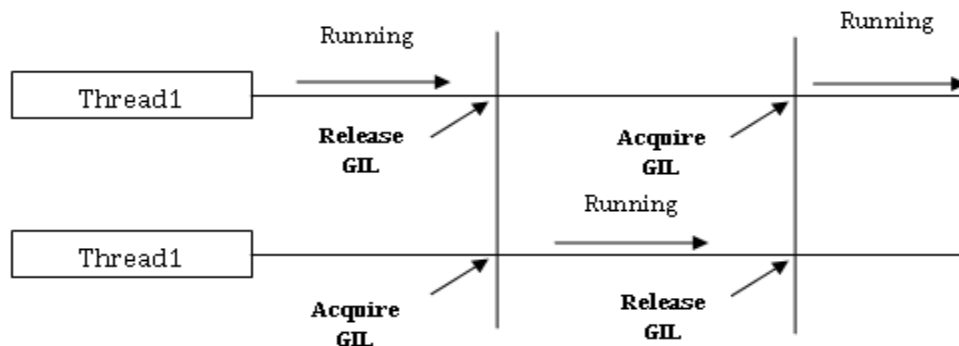 Running
Running
Thread1
Release
GIL
Acquire
GIL
Running
Thread1
Acquire
GIL
Release
GIL